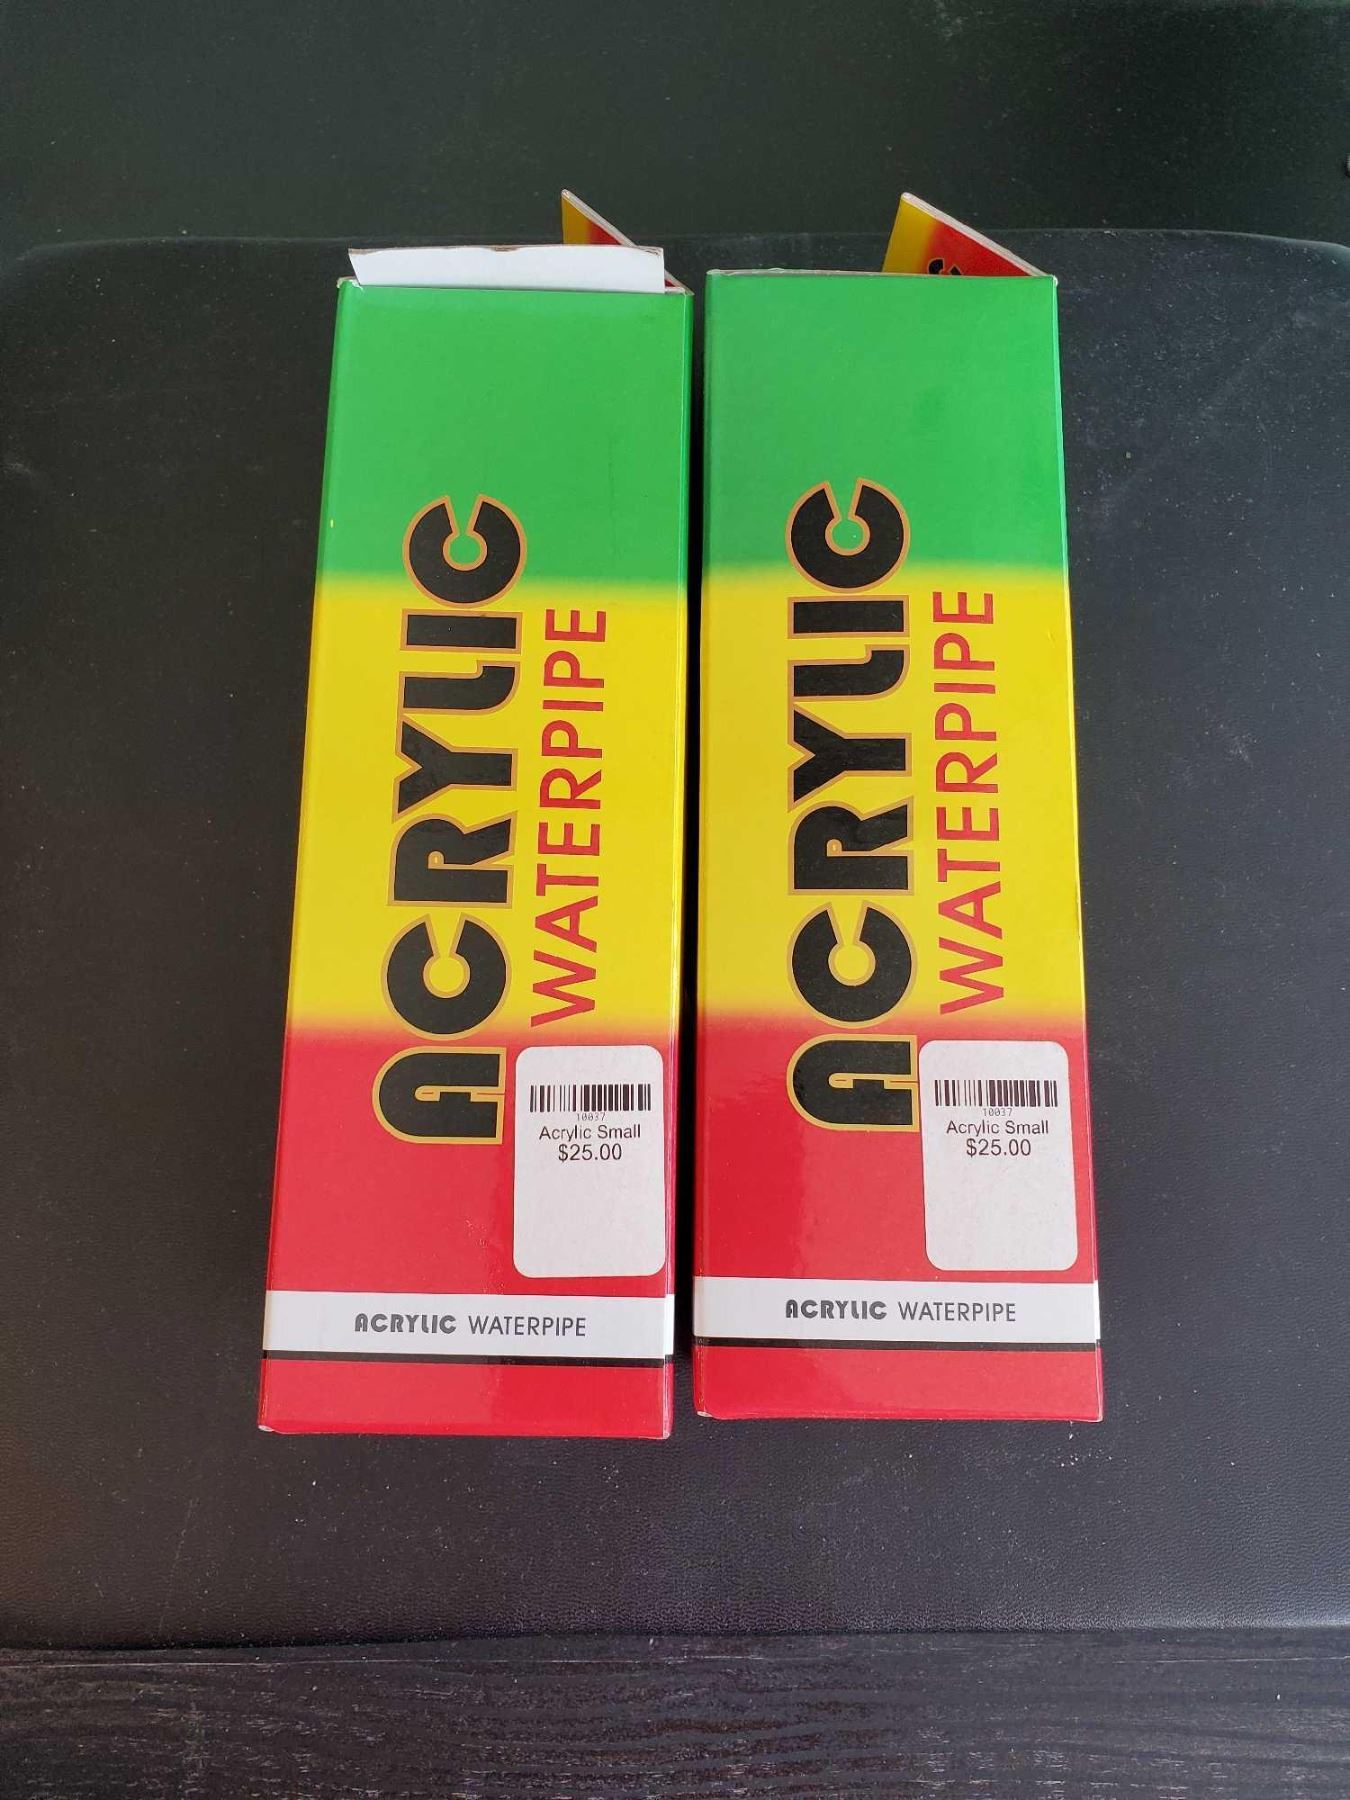 ACRYLIC
WATERPIPE
10037
Acrylic Small
$25.00
ACRYLIC WATERPIPE
ACRYLIC
WATERPIPE
10037
Acrylic Small
$25.00
ACRYLIC WATERPIPE